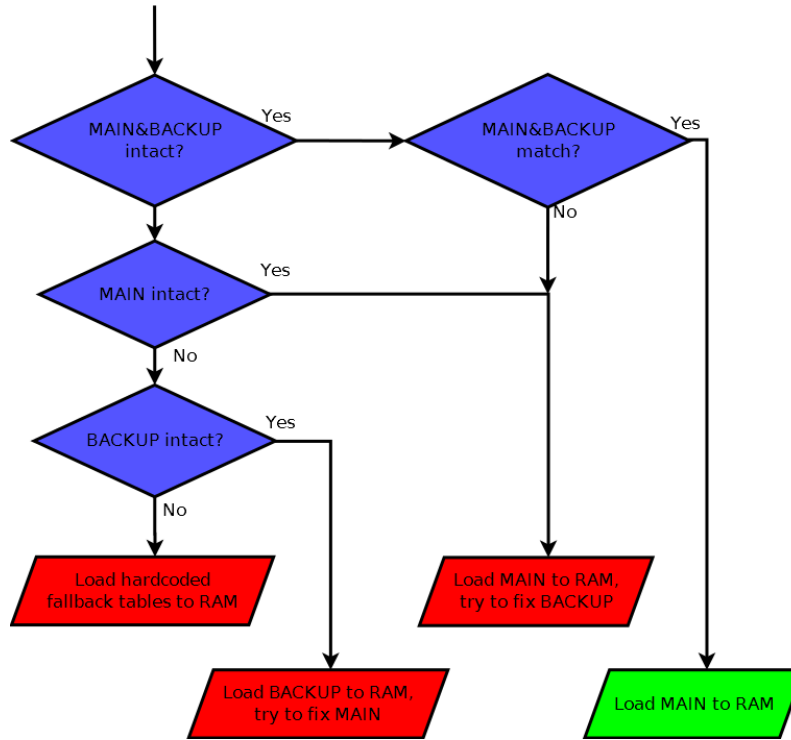 MAIN&BACKUP
intact?
Yes
MAIN&BACKUP
match?
Yes
No
MAIN intact?
Yes
No
BACKUP intact?
Yes
No
Load hardcoded
fallback tables to RAM
Load MAIN to RAM,
try to fix BACKUP
Load BACKUP to RAM,
try to fix MAIN
Load MAIN to RAM